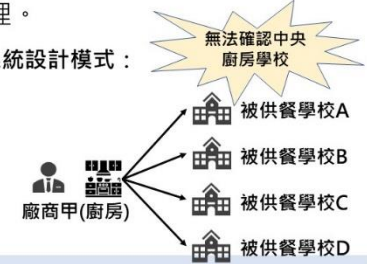 理。
統設計模式：
無法確認中央
廚房學校
被供餐學校A
被供餐學校B
廠商甲(廚房)
被供餐學校C
被供餐學校D